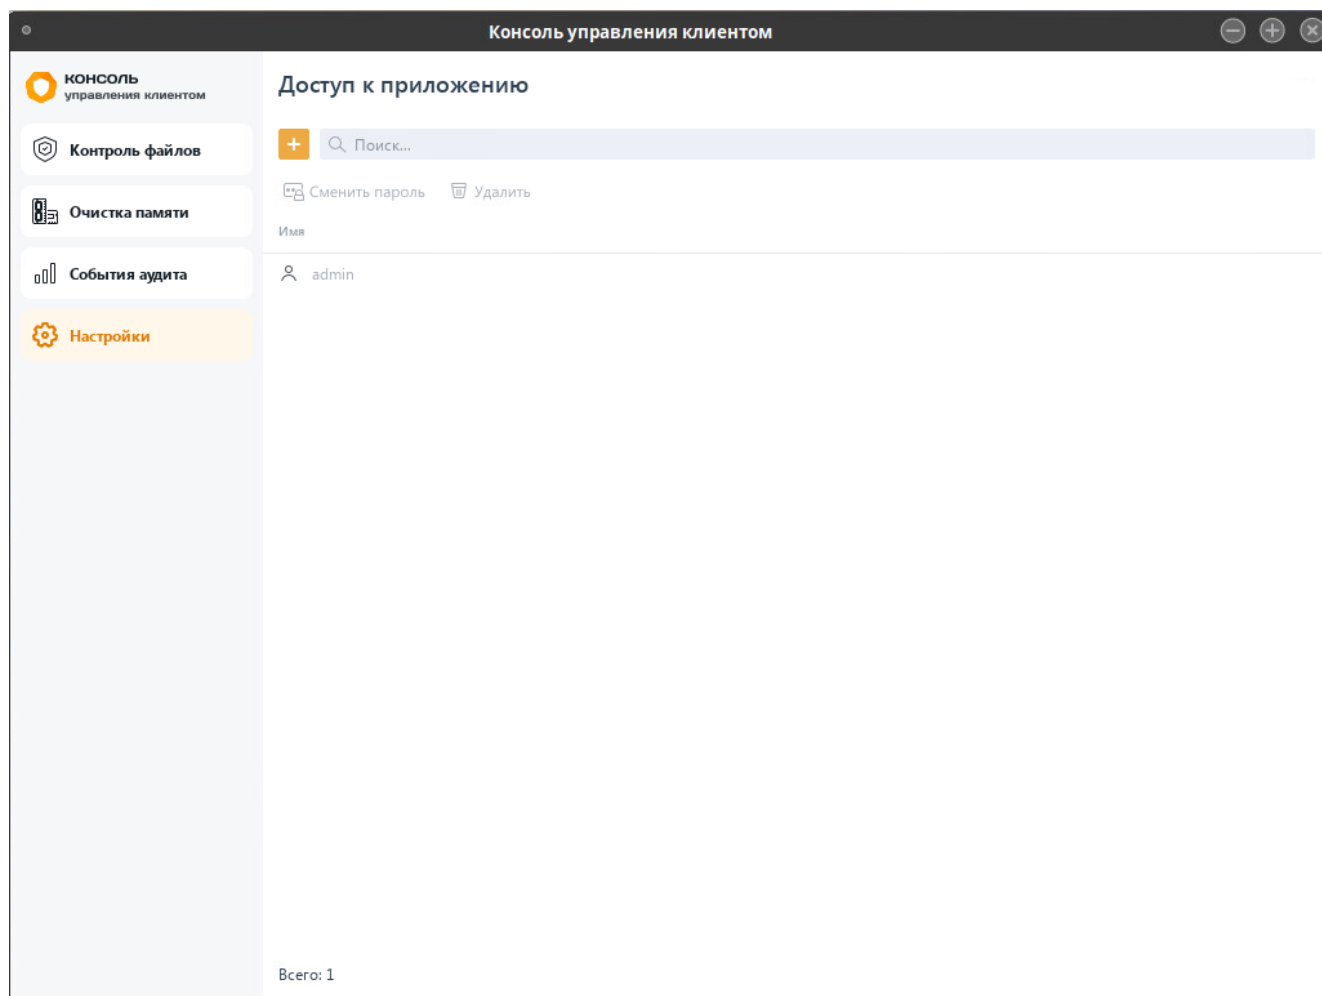 Консоль управления клиентом
КОНСОЛЬ
управления клиентом
Контроль файлов
Очистка памяти
События аудита
Настройки
Доступ к приложению
Поиск...
Сменить пароль Удалить
Имя
admin
Всего: 1